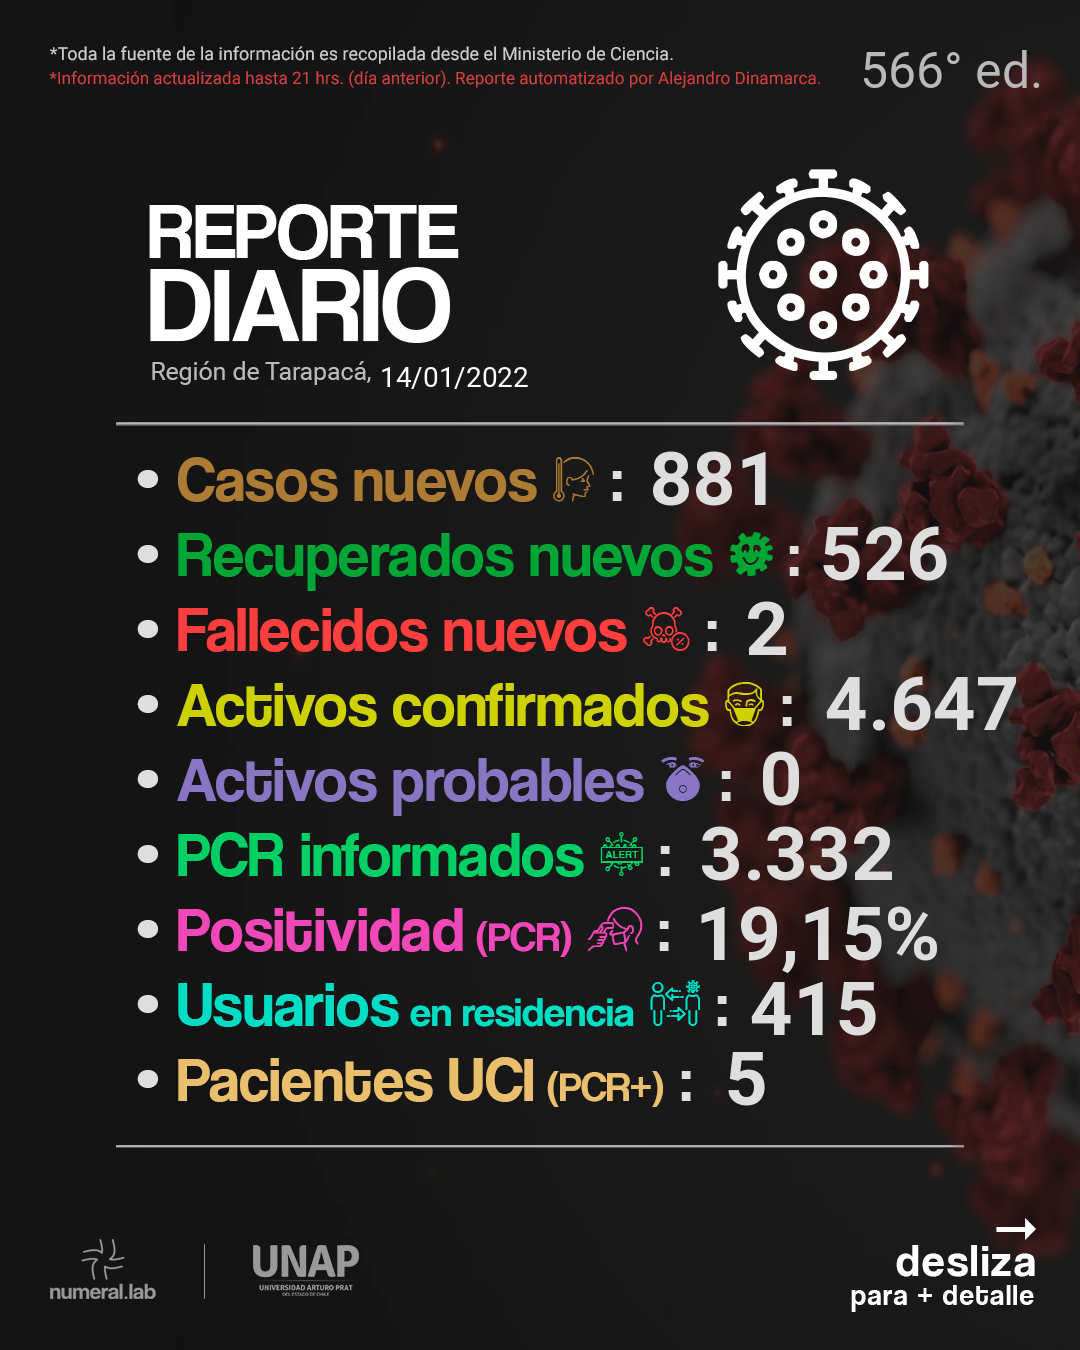 *Toda la fuente de la información es recopilada desde el Ministerio de Ciencia.
*Información actualizada hasta 21 hrs. (día anterior). Reporte automatizado por Alejandro Dinamarca.
566° ed.
REPORTE
DIARIO
Región de Tarapacá, 14/01/2022
• Casos nuevos : 881
• Recuperados nuevos : 526
• Fallecidos nuevos : 2
• Activos confirmados : 4.647
• Activos probables : 0
• PCR informados ALERT : 3.332
• Positividad (PCR) : 19,15%
• Usuarios en residencia : 415
• Pacientes UCI (PCR+) : 5
numeral.lab
UNAP
UNIVERSIDAD ARTURO PRAT
DEL ESTADO DE CHILE
desliza
para + detalle